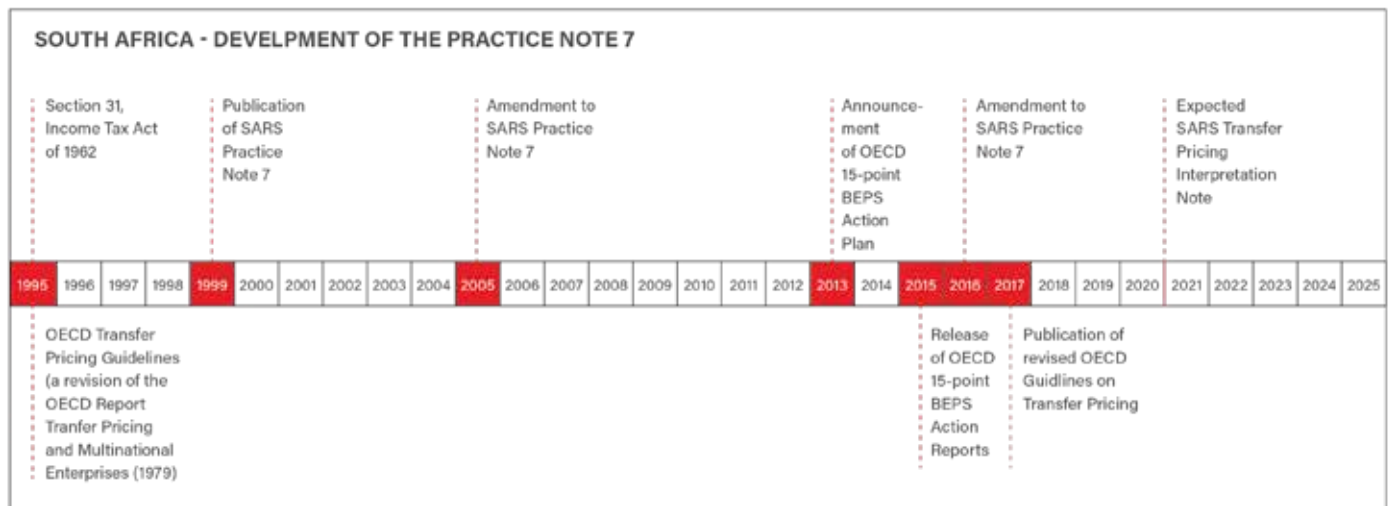 SOUTH AFRICA - DEVELPMENT OF THE PRACTICE NOTE 7
Section 31,
Income Tax Act
of 1962
Publication
of SARS
Practice
Note 7
Amendment to
SARS Practice
Note 7
Announce-
ment
of OECD
15-point
BEPS
Action
Plan
Amendment to
SARS Practice
Note 7
Expected
SARS Transfer
Pricing
Interpretation
Note
1995 1996 1997 1998 1999 2000 2001 2002 2003 2004 2005 2006 2007 2008 2009 2010 2011 2012 2013 2014 2015 2016 2017 2018 2019 2020 2021 2022 2023 2024 2025
OECD Transfer
Pricing Guidelines
(a revision of the
OECD Report
Tranfer Pricing
and Multinational
Enterprises (1979)
Release
of OECD
15-point
BEPS
Action
Reports
Publication of
revised OECD
Guidlines on
Transfer Pricing